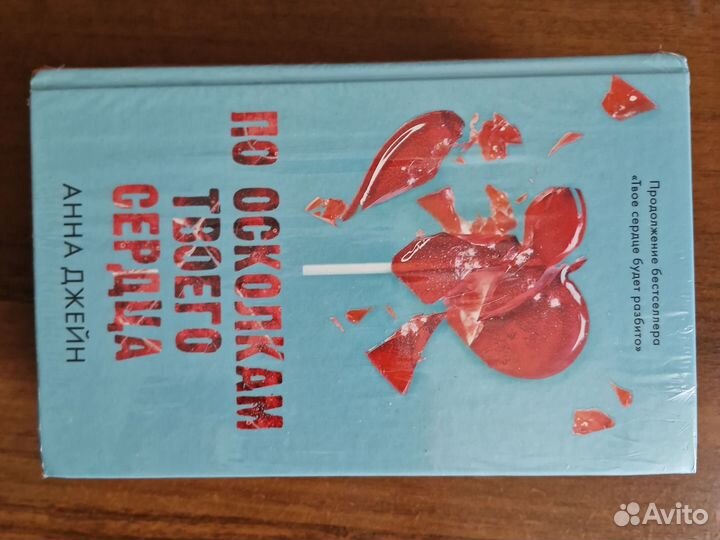 Продолжение бестселлера
«Твое сердце будет разбито»
ПО ОСКОЛКАМ
ТВОЕГО
СЕРДЦА
АННА ДЖЕЙН
Avito